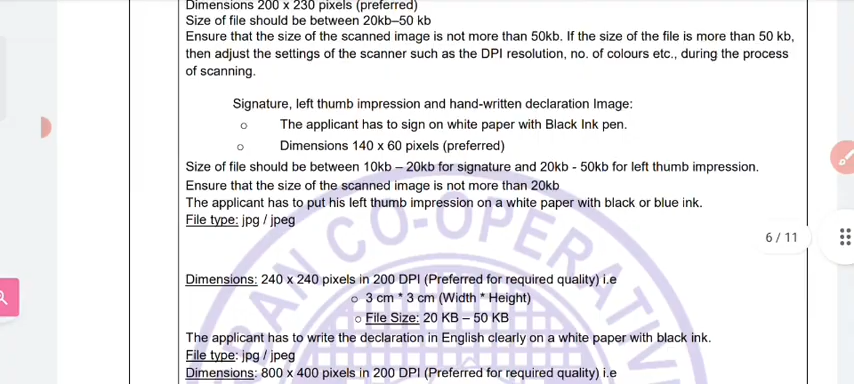 Dimensions 200 x 230 pixels (preferred)
Size of file should be between 20kb–50 kb
Ensure that the size of the scanned image is not more than 50kb. If the size of the file is more than 50 kb,
then adjust the settings of the scanner such as the DPI resolution, no. of colours etc., during the process
of scanning.
Signature, left thumb impression and hand-written declaration Image:
o The applicant has to sign on white paper with Black Ink pen.
o Dimensions 140 x 60 pixels (preferred)
Size of file should be between 10kb – 20kb for signature and 20kb - 50kb for left thumb impression.
Ensure that the size of the scanned image is not more than 20kb
The applicant has to put his left thumb impression on a white paper with black or blue ink.
File type: jpg / jpeg
6 / 11
Dimensions: 240 x 240 pixels in 200 DPI (Preferred for required quality) i.e
o 3 cm * 3 cm (Width * Height)
o File Size: 20 KB – 50 KB
The applicant has to write the declaration in English clearly on a white paper with black ink.
File type: jpg / jpeg
Dimensions: 800 x 400 pixels in 200 DPI (Preferred for required quality) i.e
BAN CO-OPERATIVE